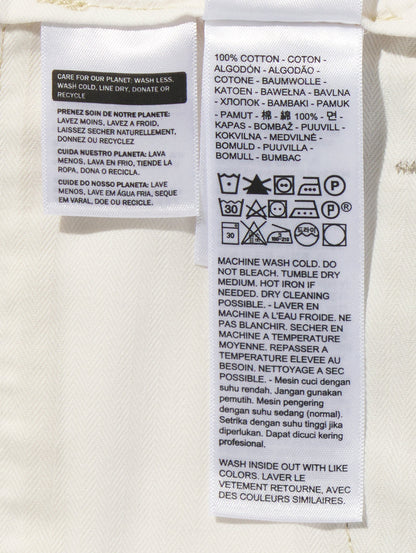 CARE FOR OUR PLANET: WASH LESS,
WASH COLD, LINE DRY, DONATE OR
RECYCLE
PRENEZ SOIN DE NOTRE PLANETE:
LAVEZ MOINS, LAVEZ A FROID,
LAISSEZ SECHER NATURELLEMENT,
DONNEZ OU RECYCLEZ
CUIDA NUESTRO PLANETA: LAVA
MENOS, LAVA EN FRIO, TIENDE LA
ROPA, DONA O RECICLA.
CUIDE DO NOSSO PLANETA: LAVE
MENOS, LAVE EM ÁGUA FRIA, SEQUE
EM VARAL, DOE OU RECICLE.
100% COTTON - COTON -
ALGODÓN - ALGODÃO -
COTONE - BAUMWOLLE -
KATOEN - BAWEŁNA - BAVLNA
- ХЛОПОК - BAMBAKI - PAMUK
- PAMUT - 棉 - 綿 100% - 면 -
KAPAS - BOMBAŽ - PUUVILL -
KOKVILNA - MEDVILNĖ -
BOMULD - PUUVILLA -
BOMULL - BUMBAC
P
30 P®
30 180-210 드라이
MACHINE WASH COLD. DO
NOT BLEACH. TUMBLE DRY
MEDIUM. HOT IRON IF
NEEDED. DRY CLEANING
POSSIBLE. - LAVER EN
MACHINE A L'EAU FROIDE. NE
PAS BLANCHIR. SECHER EN
MACHINE A TEMPERATURE
MOYENNE. REPASSER A
TEMPERATURE ELEVEE AU
BESOIN. NETTOYAGE A SEC
POSSIBLE. - Mesin cuci dengan
suhu rendah. Jangan gunakan
pemutih. Mesin pengering
dengan suhu sedang (normal).
Setrika dengan suhu tinggi jika
diperlukan. Dapat dicuci kering
profesional.
WASH INSIDE OUT WITH LIKE
COLORS. LAVER LE
VETEMENT RETOURNE, AVEC
DES COULEURS SIMILAIRES.